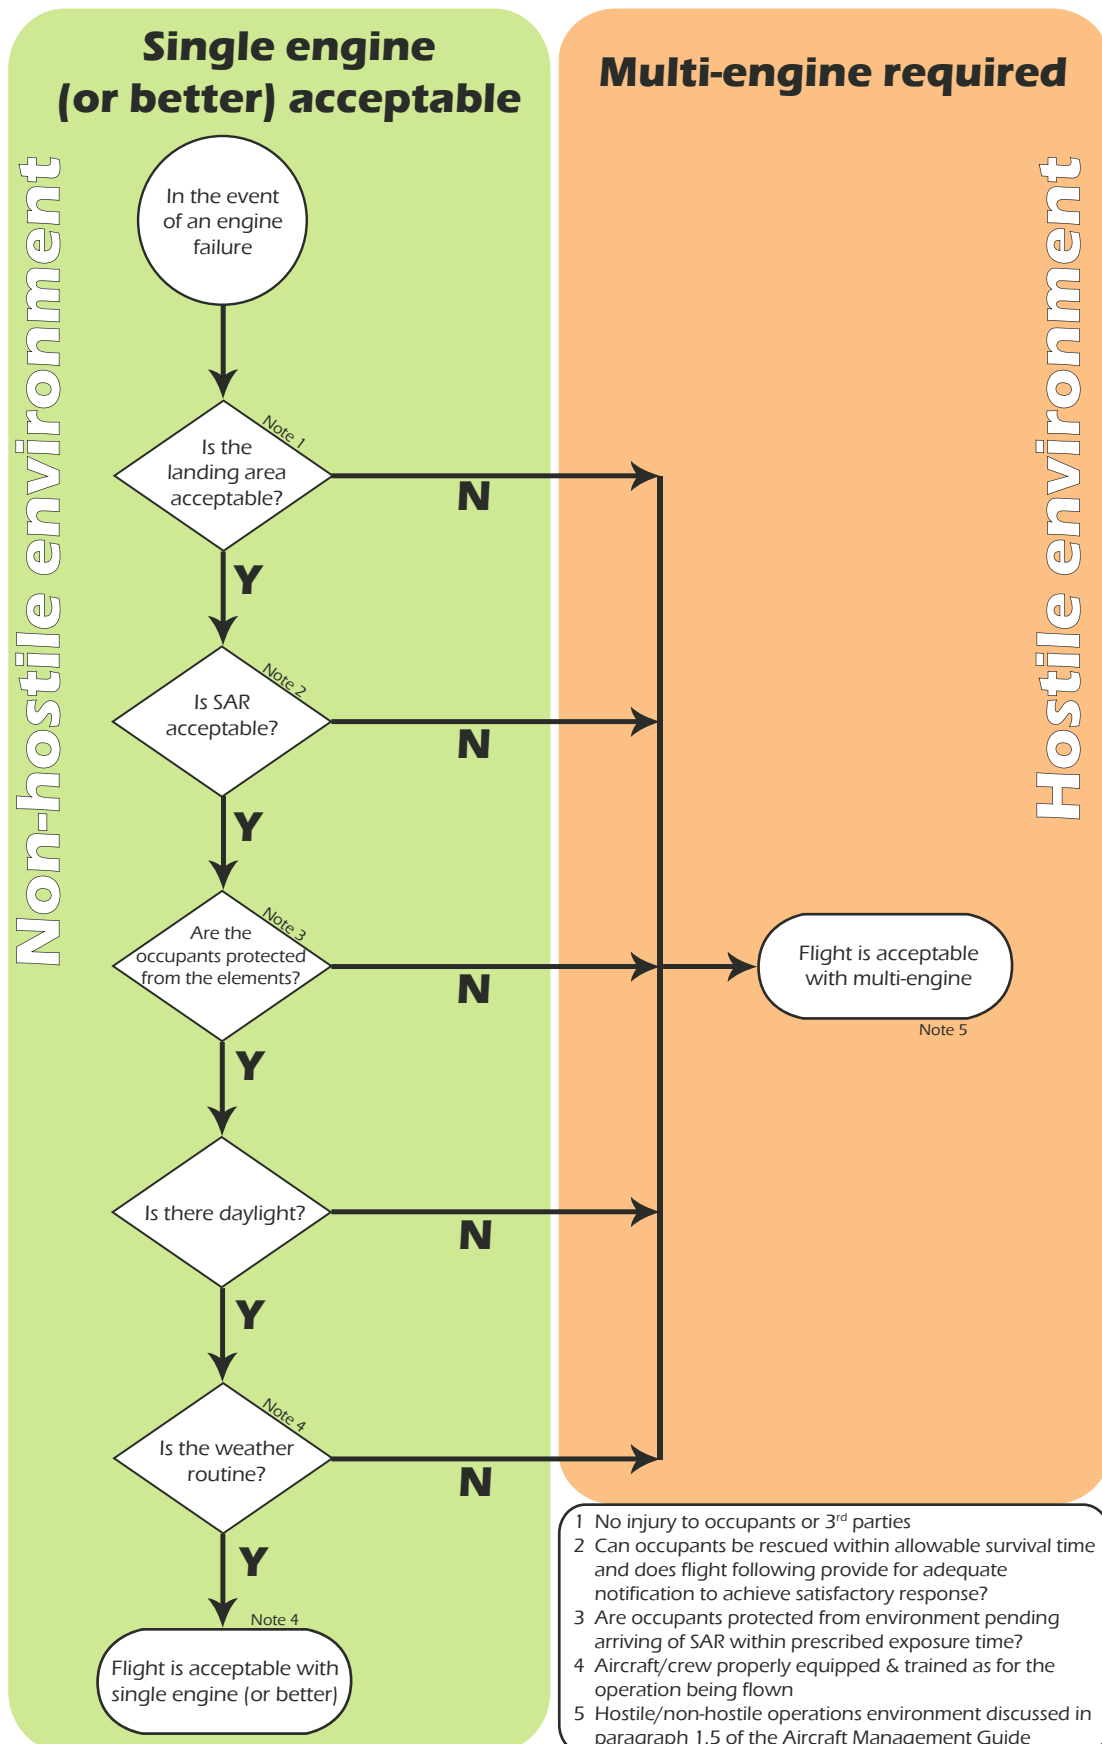 Single engine
(or better) acceptable
Multi-engine required
Non-hostile environment
Hostile environment
In the event
of an engine
failure
Note 1
Is the
landing area
acceptable?
N
Y
Note 2
Is SAR
acceptable?
N
Y
Note 3
Are the
occupants protected
from the elements?
N
Flight is acceptable
with multi-engine
Note 5
Y
Is there daylight?
N
Y
Note 4
Is the weather
routine?
N
Y
Note 4
Flight is acceptable with
single engine (or better)
1 No injury to occupants or 3rd parties
2 Can occupants be rescued within allowable survival time
and does flight following provide for adequate
notification to achieve satisfactory response?
3 Are occupants protected from environment pending
arriving of SAR within prescribed exposure time?
4 Aircraft/crew properly equipped & trained as for the
operation being flown
5 Hostile/non-hostile operations environment discussed in
paragraph 1.5 of the Aircraft Management Guide